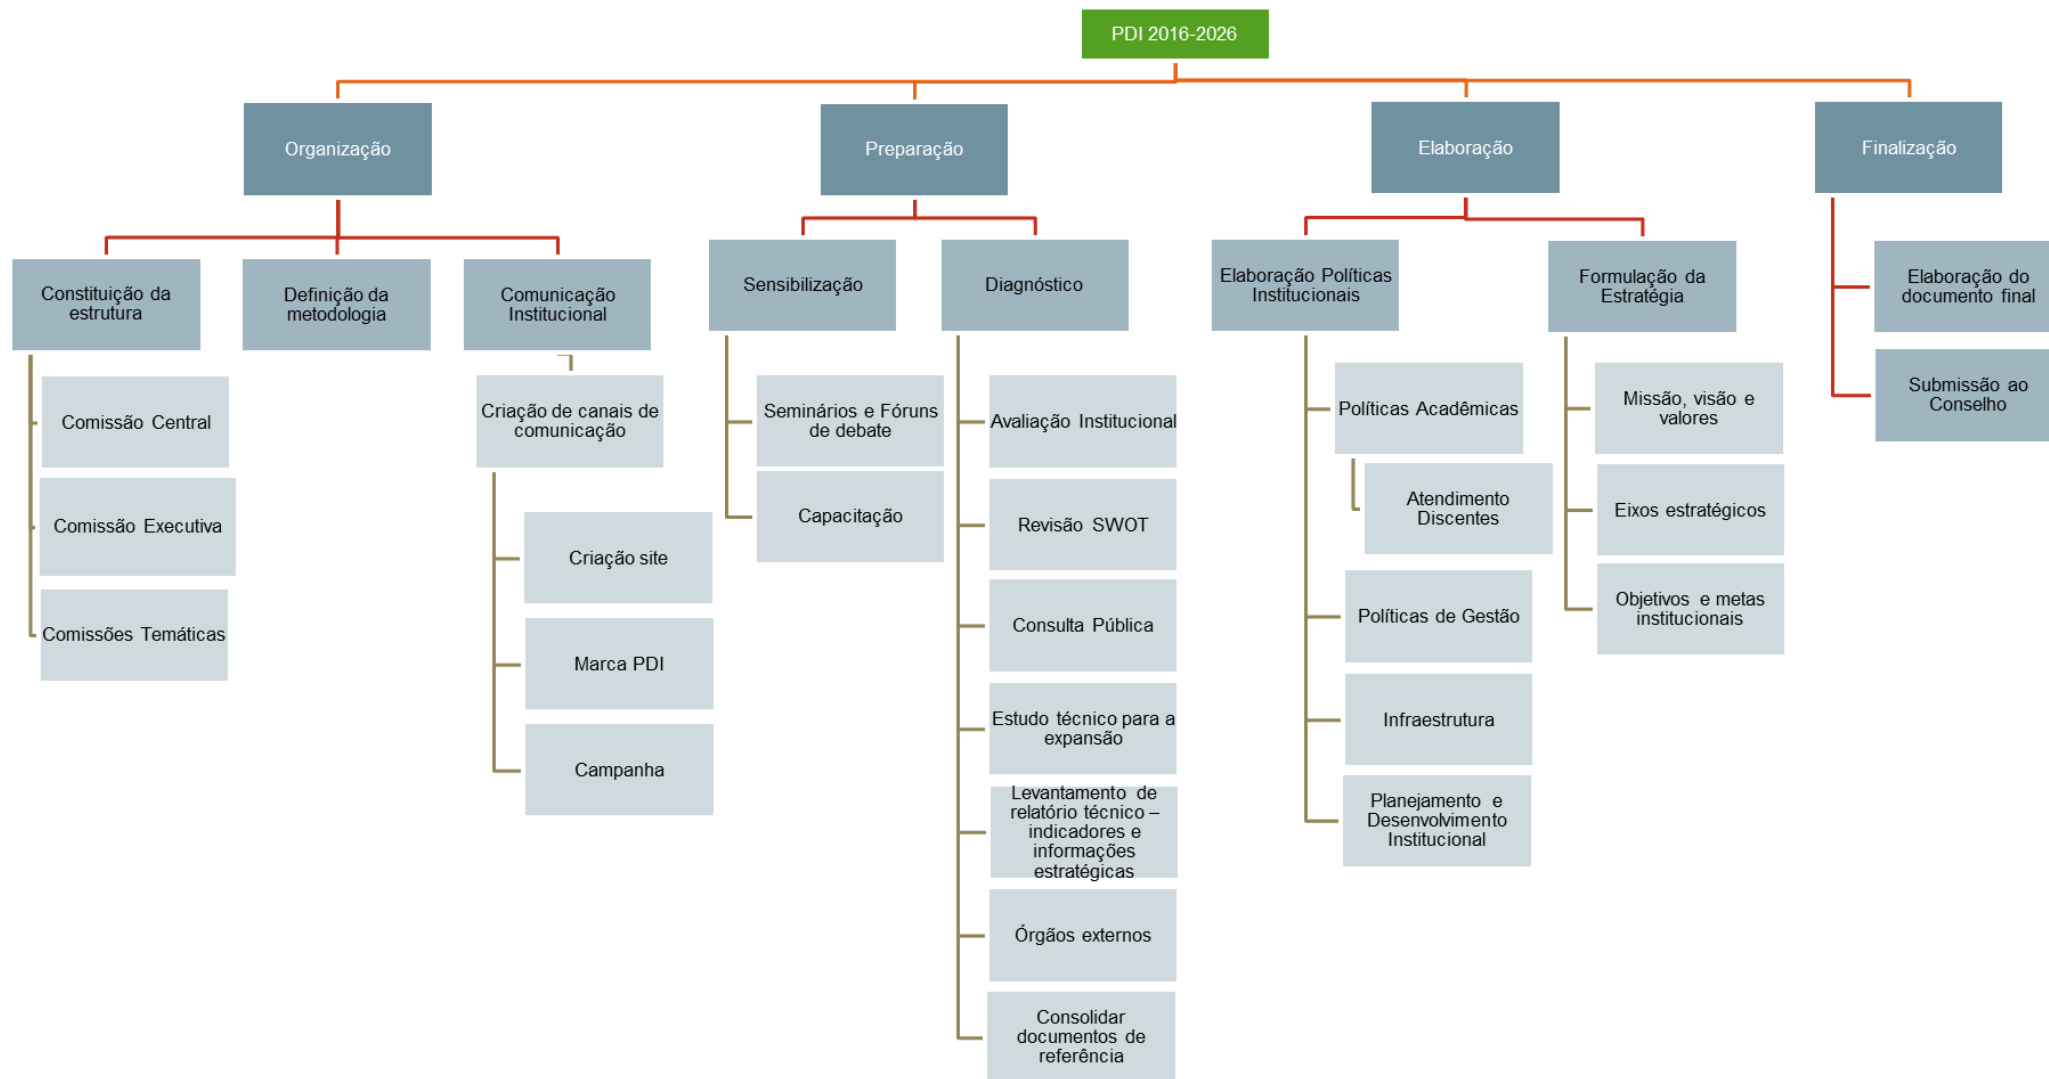 PDI 2016-2026
Organização
Preparação
Elaboração
Finalização
Constituição da
estrutura
Definição da
metodologia
Comunicação
Institucional
Sensibilização
Diagnóstico
Elaboração Políticas
Institucionais
Formulação da
Estratégia
Elaboração do
documento final
Submissão ao
Conselho
Comissão Central
Comissão Executiva
Comissões Temáticas
Criação de canais de
comunicação
Criação site
Marca PDI
Campanha
Seminários e Fóruns
de debate
Capacitação
Avaliação Institucional
Revisão SWOT
Consulta Pública
Estudo técnico para a
expansão
Levantamento de
relatório técnico –
indicadores e
informações
estratégicas
Órgãos externos
Consolidar
documentos de
referência
Políticas Acadêmicas
Atendimento
Discentes
Políticas de Gestão
Infraestrutura
Planejamento e
Desenvolvimento
Institucional
Missão, visão e
valores
Eixos estratégicos
Objetivos e metas
institucionais